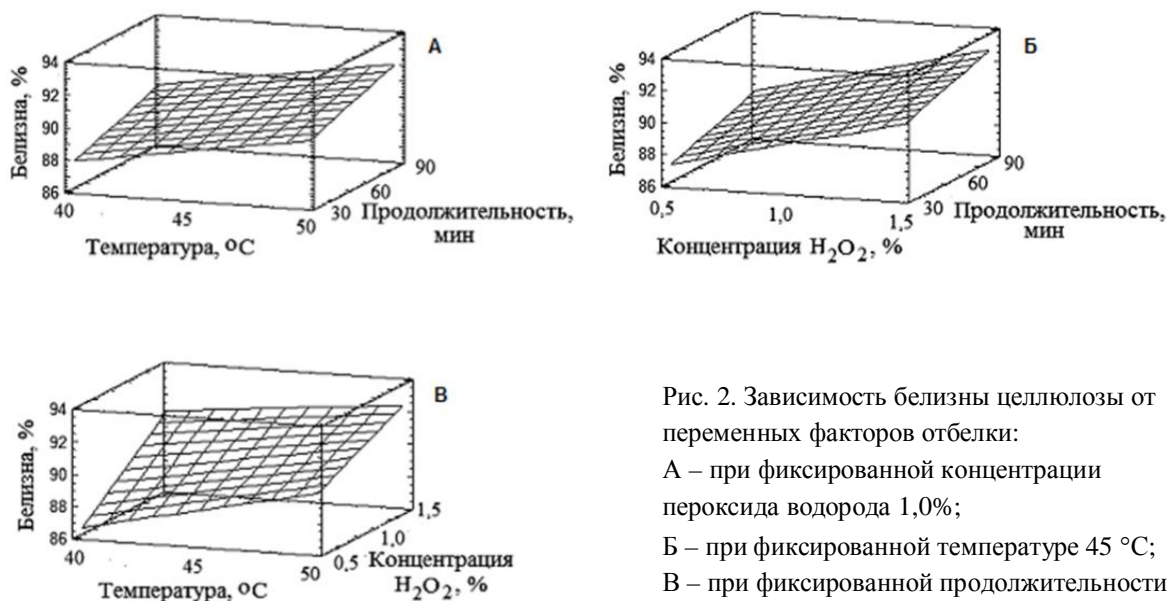 А
Белизна, %
94
92
90
88
86
40
45
50
Температура, ºС
30
60
90
Продолжительность,
мин
Б
Белизна, %
94
92
90
88
86
0,5
1,0
1,5
Концентрация H₂O₂, %
30
60
90
Продолжительность,
мин
В
Белизна, %
94
92
90
88
86
40
45
50
Температура, ºС
0,5
1,0
1,5
Концентрация
H₂O₂, %
Рис. 2. Зависимость белизны целлюлозы от
переменных факторов отбелки:
А – при фиксированной концентрации
пероксида водорода 1,0%;
Б – при фиксированной температуре 45 °С;
В – при фиксированной продолжительности